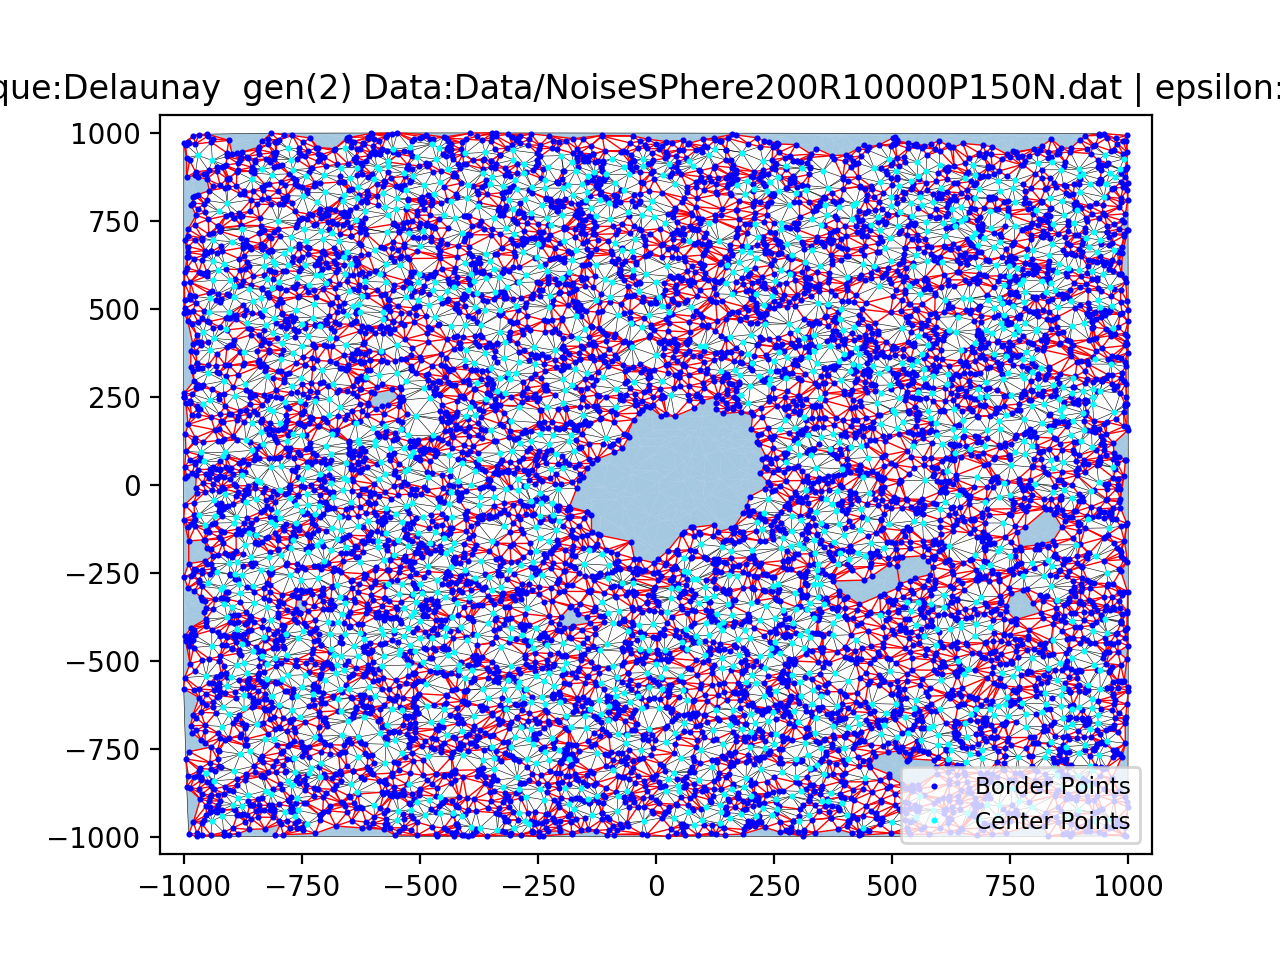 que:Delaunay gen(2) Data:Data/NoiseSPhere200R10000P150N.dat | epsilon:
1000
750
500
250
0
−250
−500
−750
−1000
Border Points
Center Points
−1000 −750 −500 −250 0 250 500 750 1000